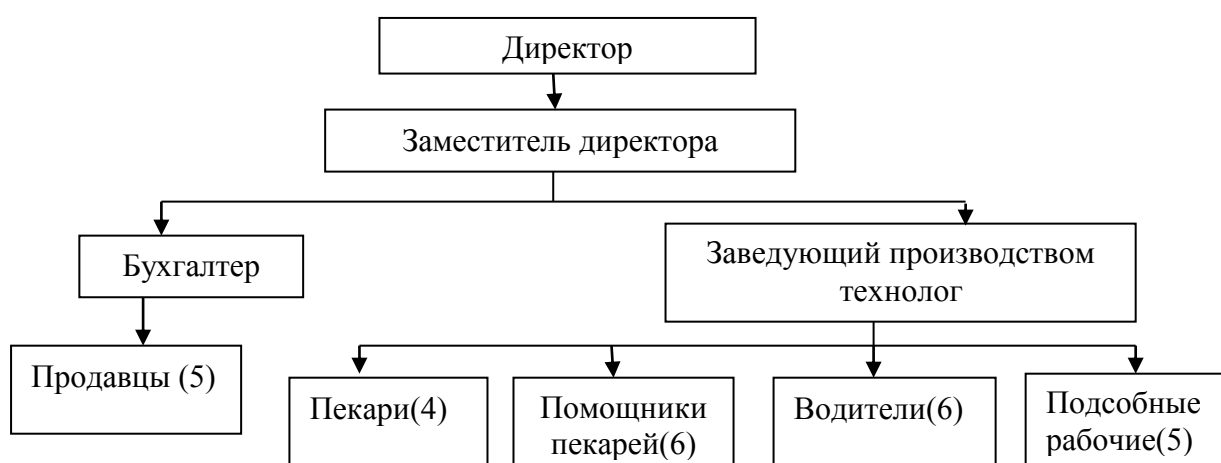 Директор
Заместитель директора
Бухгалтер
Заведующий производством
технолог
Продавцы (5)
Пекари(4)
Помощники
пекарей(6)
Водители(6)
Подсобные
рабочие(5)